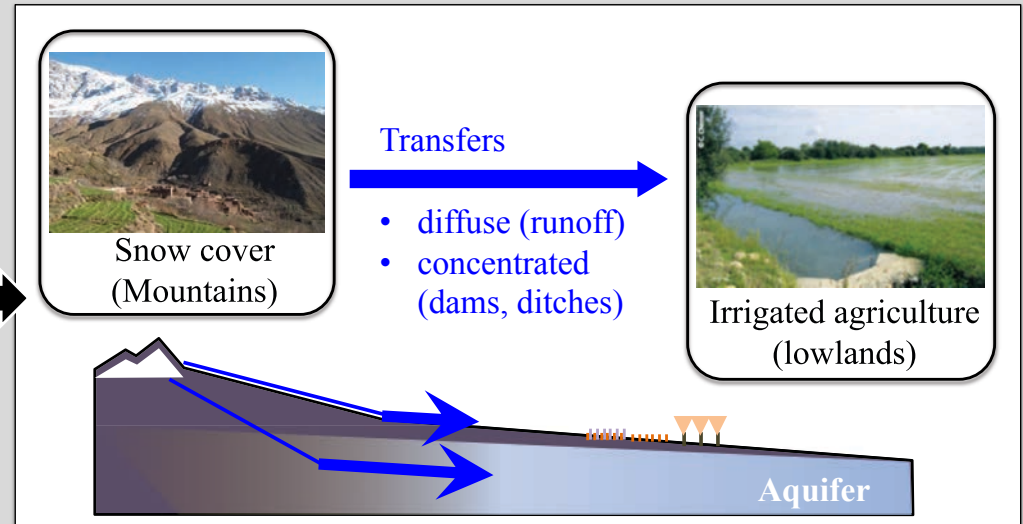 Snow cover
(Mountains)
Transfers
• diffuse (runoff)
• concentrated
(dams, ditches)
Irrigated agriculture
(lowlands)
Aquifer